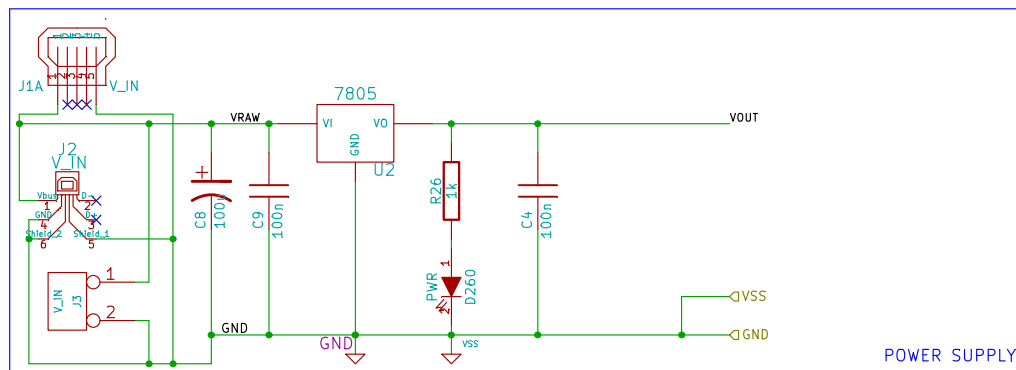 J1A
1
2
3
4
5
V_IN
VRAW
7805
VI
VO
GND
U2
VOUT
J2
V_IN
Vbus
1
D-
2
GND
4
D+
3
Shield_2
6
Shield_1
5
C8
100u
C9
100n
R26
1k
C4
100n
PWR
1
2
D260
V_IN
J3
1
2
GND
GND
VSS
VSS
GND
POWER SUPPLY